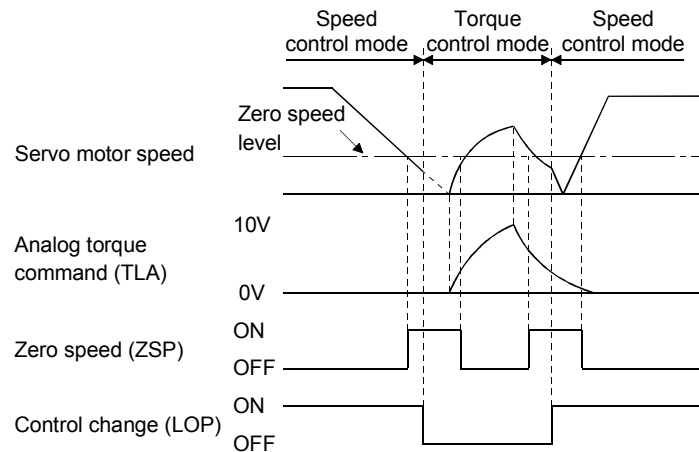 Speed
control mode
Torque
control mode
Speed
control mode
Zero speed
level
Servo motor speed
10V
Analog torque
command (TLA)
0V
ON
Zero speed (ZSP)
OFF
ON
Control change (LOP)
OFF